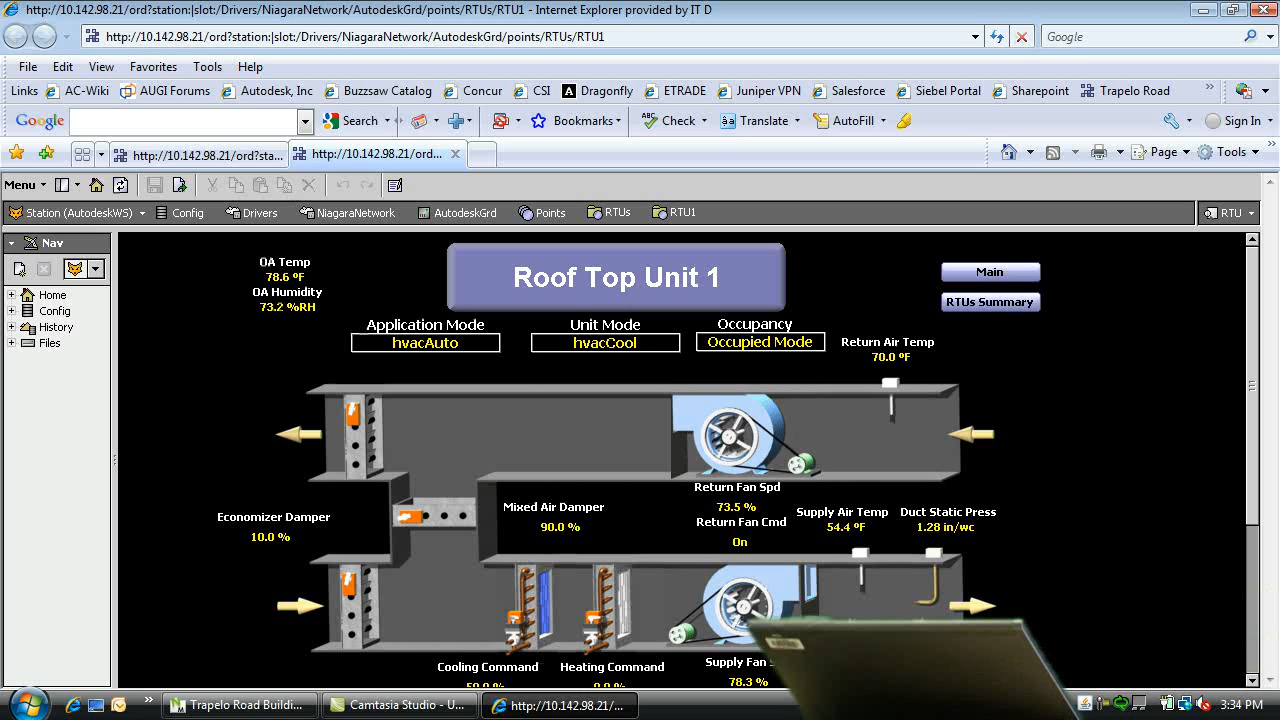 http://10.142.98.21/ord?station:|slot:/Drivers/NiagaraNetwork/AutodeskGrd/points/RTUs/RTU1 - Internet Explorer provided by IT D
http://10.142.98.21/ord?station:|slot:/Drivers/NiagaraNetwork/AutodeskGrd/points/RTUs/RTU1
Google
File Edit View Favorites Tools Help
Links AC-Wiki AUGI Forums Autodesk, Inc Buzzsaw Catalog Concur CSI Dragonfly ETRADE Juniper VPN Salesforce Siebel Portal Sharepoint Trapelo Road
Google Search Bookmarks Check Translate AutoFill Sign In
http://10.142.98.21/ord?sta... http://10.142.98.21/ord... Page Tools
Menu
Station (AutodeskWS) Config Drivers NiagaraNetwork AutodeskGrd Points RTUs RTU1 RTU
Nav
Home
Config
History
Files
OA Temp
78.6 ºF
OA Humidity
73.2 %RH
Roof Top Unit 1
Main
RTUs Summary
Application Mode
hvacAuto
Unit Mode
hvacCool
Occupancy
Occupied Mode
Return Air Temp
70.0 ºF
Economizer Damper
10.0 %
Mixed Air Damper
90.0 %
Return Fan Spd
73.5 %
Return Fan Cmd
On
Supply Air Temp
54.4 ºF
Duct Static Press
1.28 in/wc
Cooling Command
50.0 %
Heating Command
0.0 %
Supply Fan
78.3 %
Trapelo Road Buildi... Camtasia Studio - U... http://10.142.98.21/... 3:34 PM